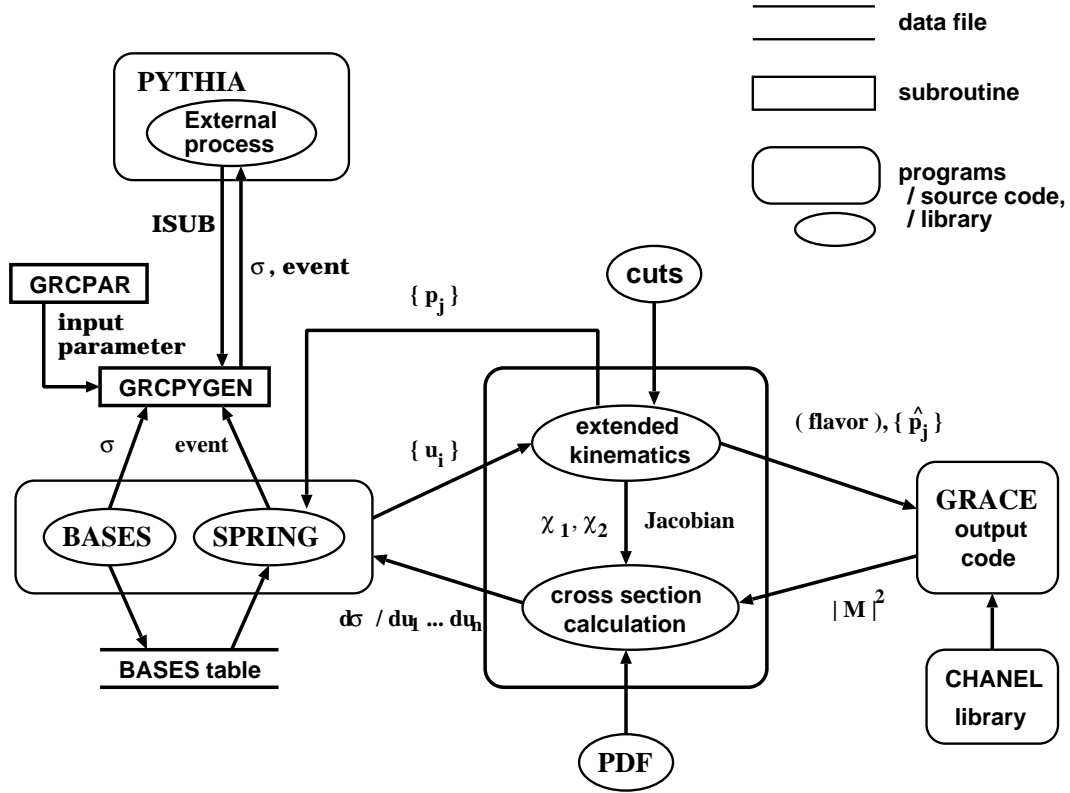 data file
subroutine
programs
/ source code,
/ library
PYTHIA
External
process
ISUB
σ, event
GRCPAR
input
parameter
GRCPYGEN
σ
event
BASES
SPRING
BASES table
{ p_j }
{ u_i }
dσ / du_1 ... du_n
cuts
extended
kinematics
χ_1, χ_2
Jacobian
cross section
calculation
PDF
( flavor ), { p̂_j }
| M |^2
GRACE
output
code
CHANEL
library